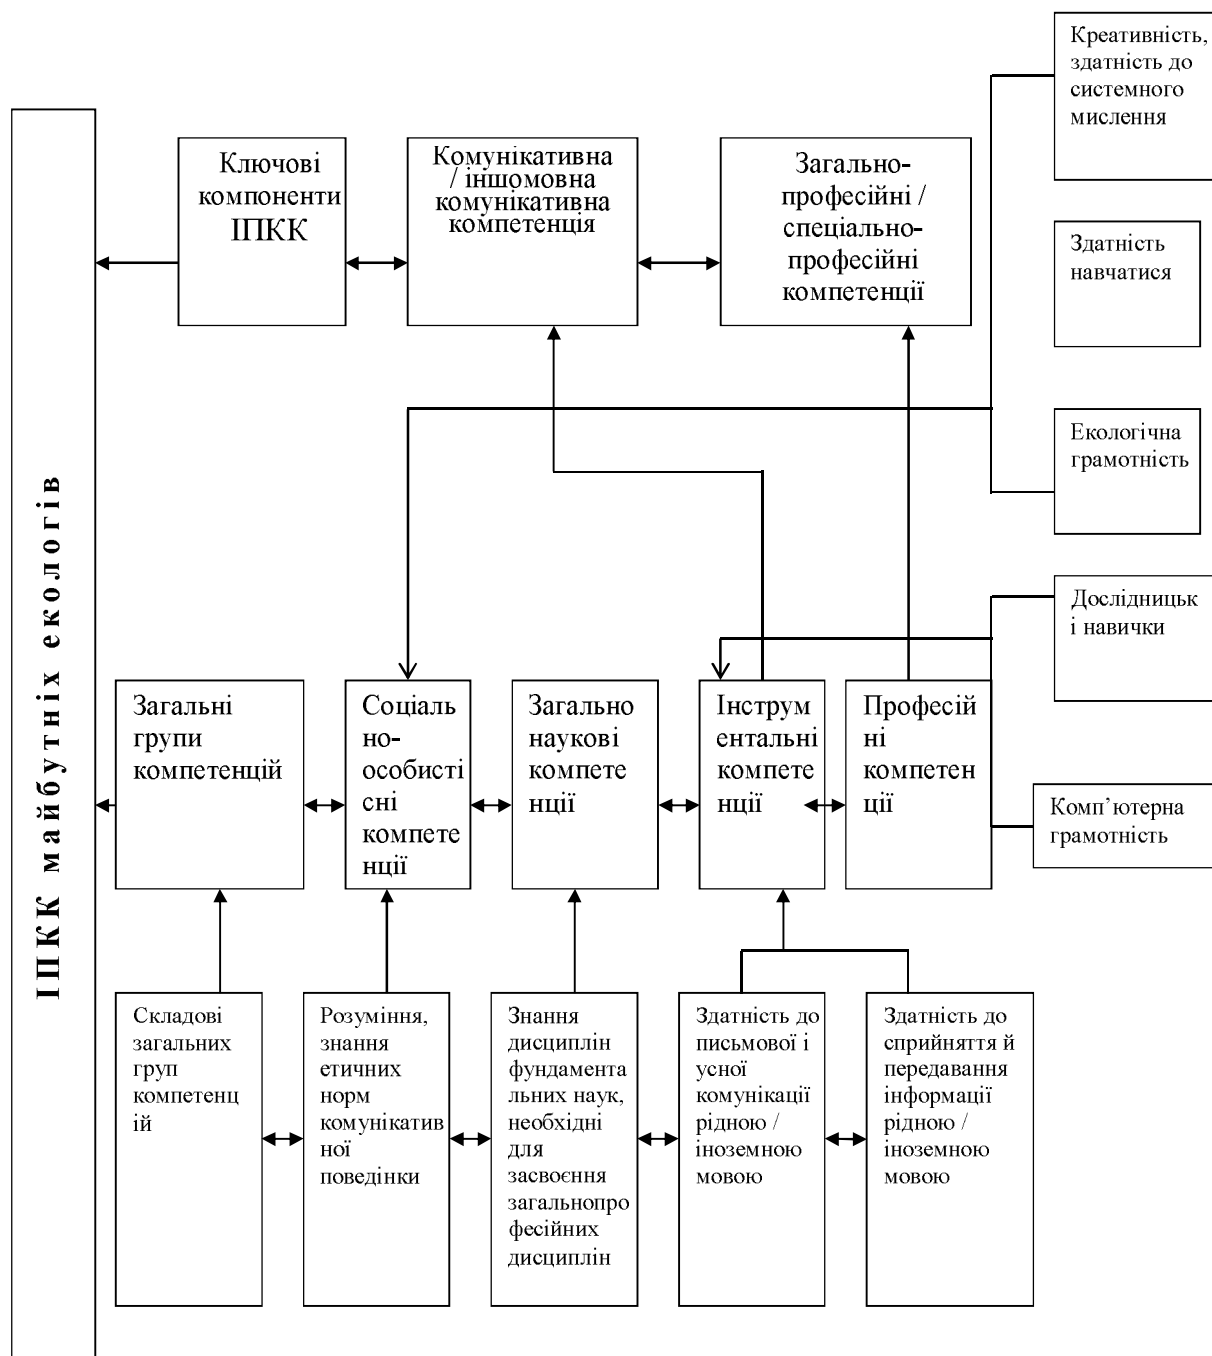 ІПКК майбутніх екологів
Ключові
компоненти
ІПКК
Комунікативна
/ іншомовна
комунікативна
компетенція
Загально-
професійні /
спеціально-
професійні
компетенції
Креативність,
здатність до
системного
мислення
Здатність
навчатися
Екологічна
грамотність
Дослідницьк
і навички
Комп’ютерна
грамотність
Загальні
групи
компетенцій
Соціаль
но-
особистіс
ні
компете
нції
Загально
наукові
компете
нції
Інструм
ентальні
компете
нції
Професій
ні
компетен
ції
Складові
загальних
груп
компетенц
ій
Розуміння,
знання
етичних
норм
комунікатив
ної
поведінки
Знання
дисциплін
фундамента
льних наук,
необхідні
для
засвоєння
загальнопро
фесійних
дисциплін
Здатність до
письмової і
усної
комунікації
рідною /
іноземною
мовою
Здатність до
сприйняття й
передавання
інформації
рідною /
іноземною
мовою